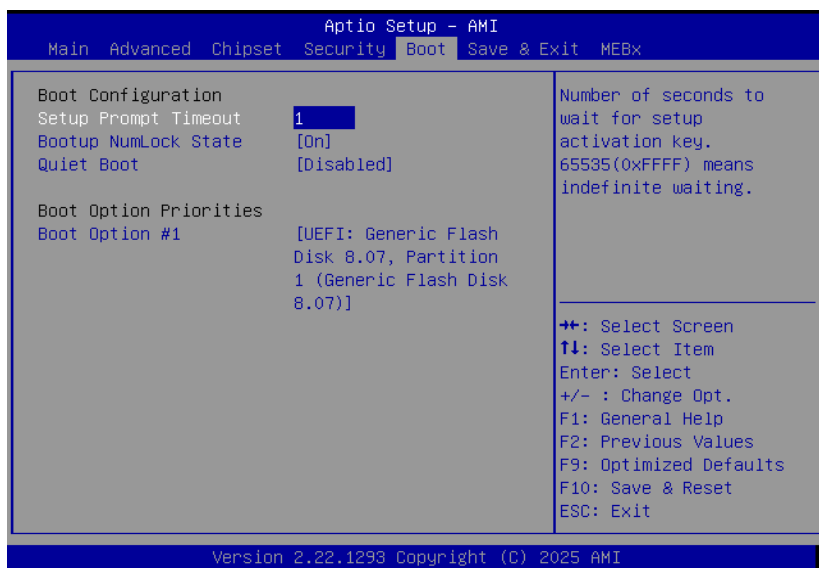 Aptio Setup – AMI
Main Advanced Chipset Security Boot Save & Exit MEBx
Boot Configuration
Setup Prompt Timeout 1
Bootup NumLock State [On]
Quiet Boot [Disabled]
Boot Option Priorities
Boot Option #1 [UEFI: Generic Flash
Disk 8.07, Partition
1 (Generic Flash Disk
8.07)]
Number of seconds to
wait for setup
activation key.
65535(0xFFFF) means
indefinite waiting.
→←: Select Screen
↑↓: Select Item
Enter: Select
+/- : Change Opt.
F1: General Help
F2: Previous Values
F9: Optimized Defaults
F10: Save & Reset
ESC: Exit
Version 2.22.1293 Copyright (C) 2025 AMI